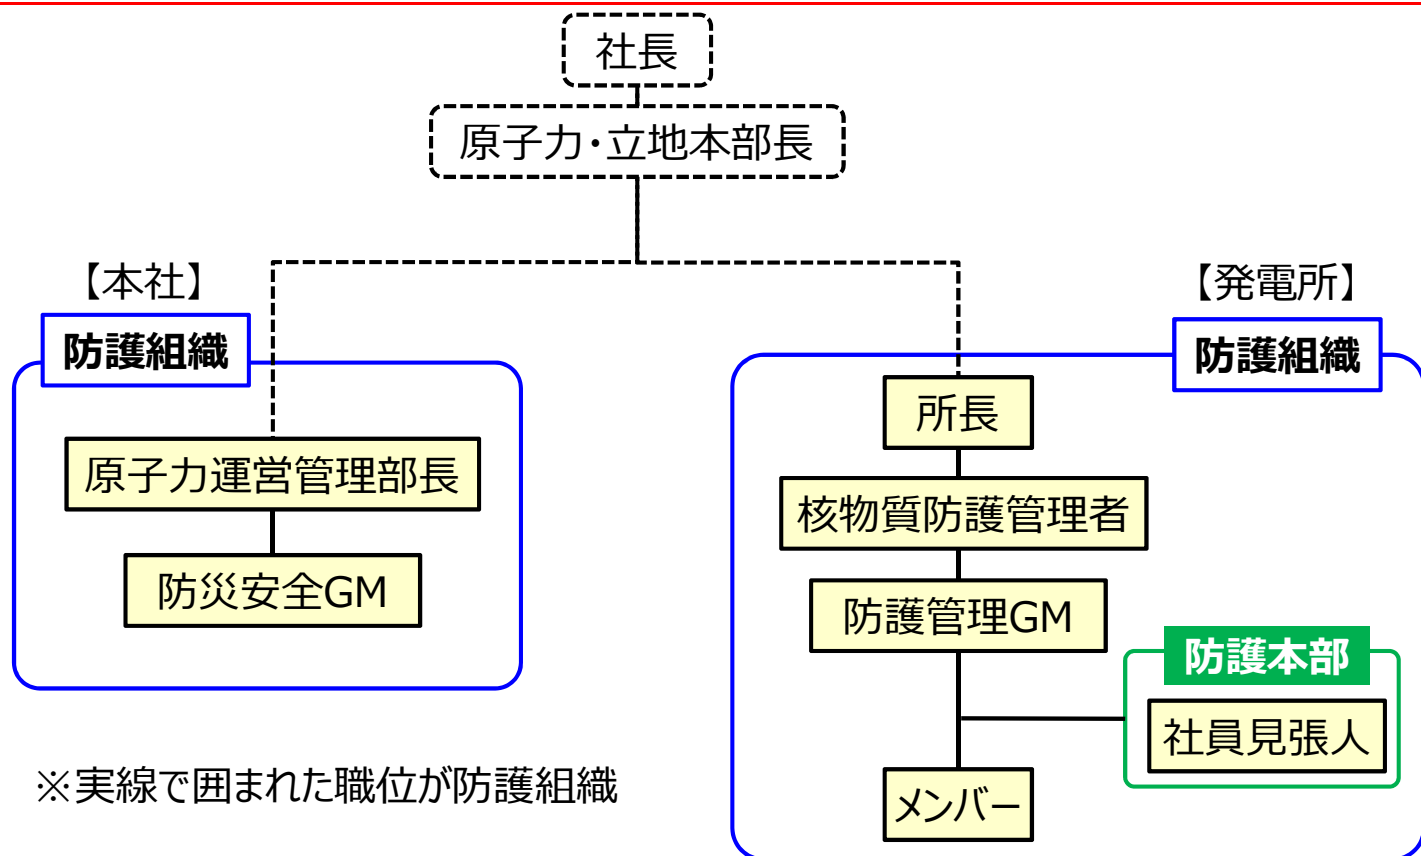 社長
原子力・立地本部長
【本社】
防護組織
原子力運営管理部長
防災安全GM
【発電所】
防護組織
所長
核物質防護管理者
防護管理GM
防護本部
社員見張人
メンバー
※実線で囲まれた職位が防護組織